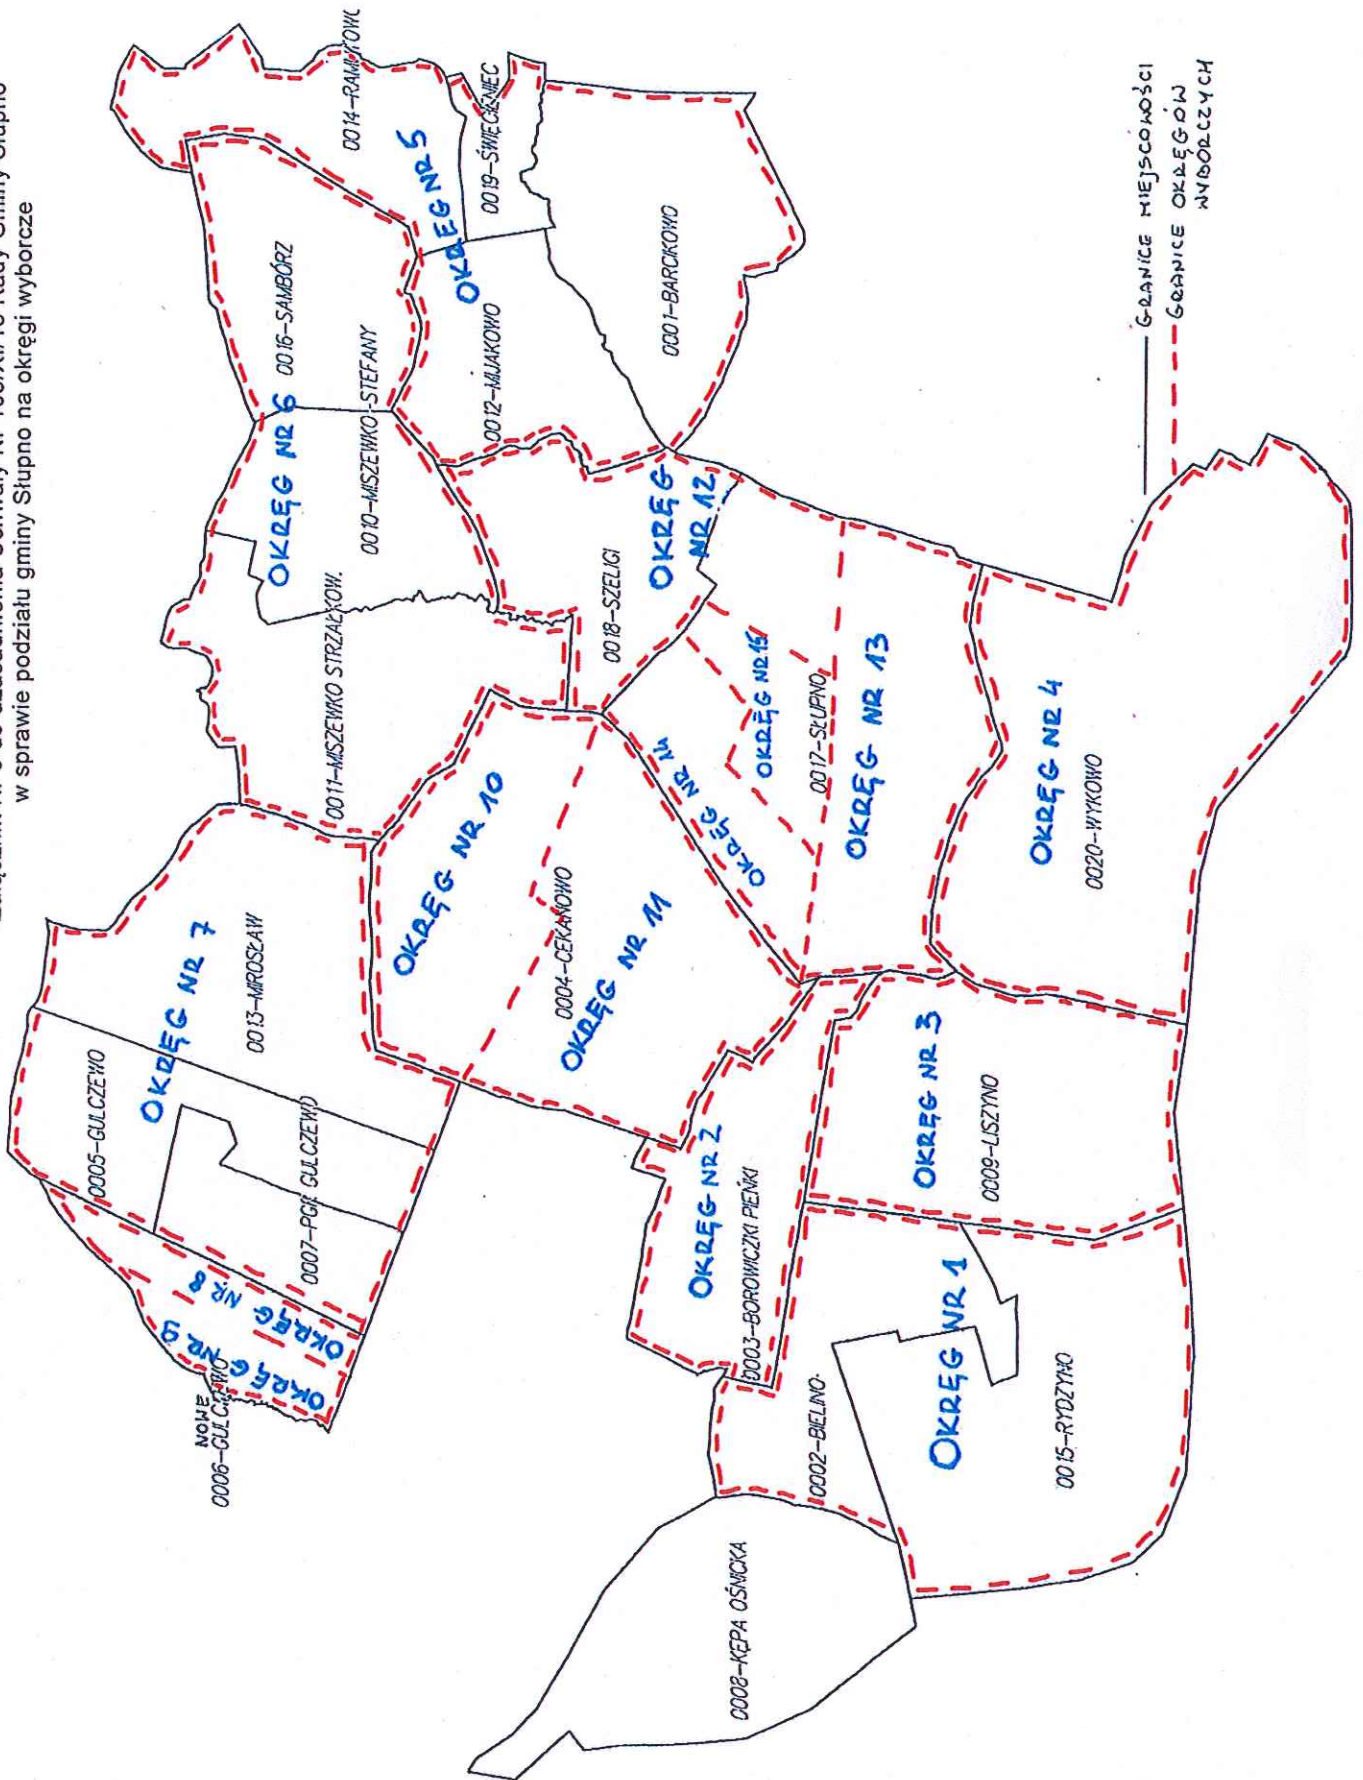 w sprawie podziału gminy Słupno na okręgi wyborcze
0014-RAMUTOWO
0019-ŚWIĘCIENIEC
OKRĘG NR 5
0016-SAMBÓRZ
0001-BARCIKOWO
0012-MIJAKOWO
OKRĘG NR 6
0010-MISZEWKO-STEFANY
0011-MISZEWKO STRZAŁKOW.
0018-SZELIGI
OKRĘG
NR 12
OKRĘG NR 15
0017-SŁUPNO
OKRĘG NR 14
OKRĘG NR 13
OKRĘG NR 10
0004-CEKANOWO
OKRĘG NR 11
OKRĘG NR 7
0013-MIROSŁAW
0005-GULCZEWO
0007-PGR GULCZEWO
OKRĘG NR 8
OKRĘG NR 9
NOWE
0006-GULCZEWO
OKRĘG NR 4
0020-WYKOWO
OKRĘG NR 3
0009-LISZYNO
OKRĘG NR 2
0003-BOROWICZKI PIEŃKI
OKRĘG NR 1
0002-BIELINO
0015-RYDZYNO
0008-KĘPA OŚNICKA
GRANICE MIEJSCOWOŚCI
GRANICE OKRĘGÓW
WYBORCZYCH